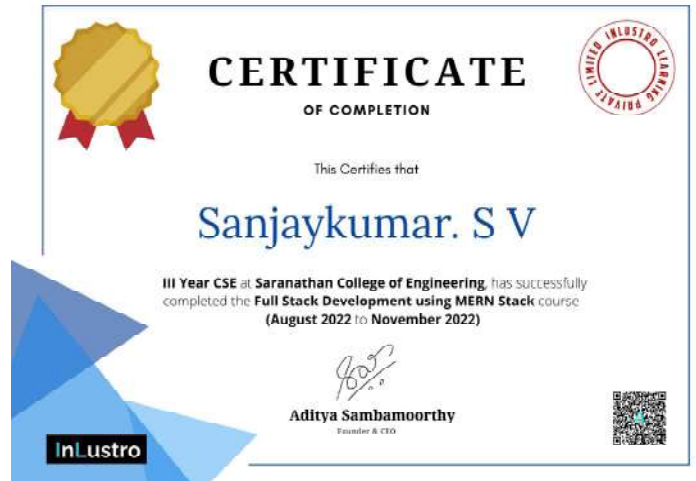 CERTIFICATE
OF COMPLETION
INLUSTRO LEARNING PRIVATE LIMITED
This Certifies that
Sanjaykumar. S V
III Year CSE at Saranathan College of Engineering, has successfully
completed the Full Stack Development using MERN Stack course
(August 2022 to November 2022)
Aditya Sambamoorthy
Founder & CEO
InLustro